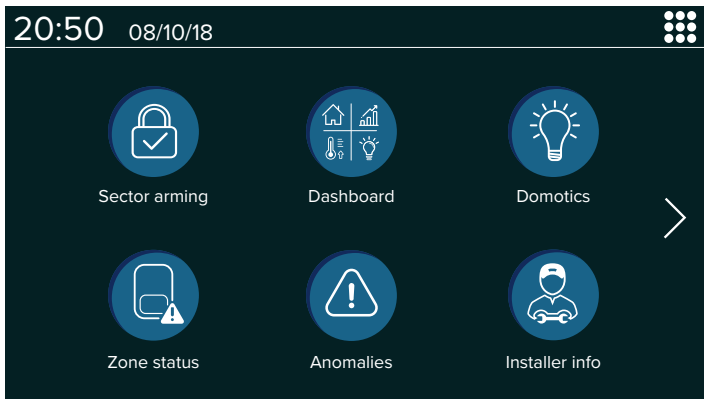 20:50 08/10/18
Sector arming Dashboard Domotics
Zone status Anomalies Installer info